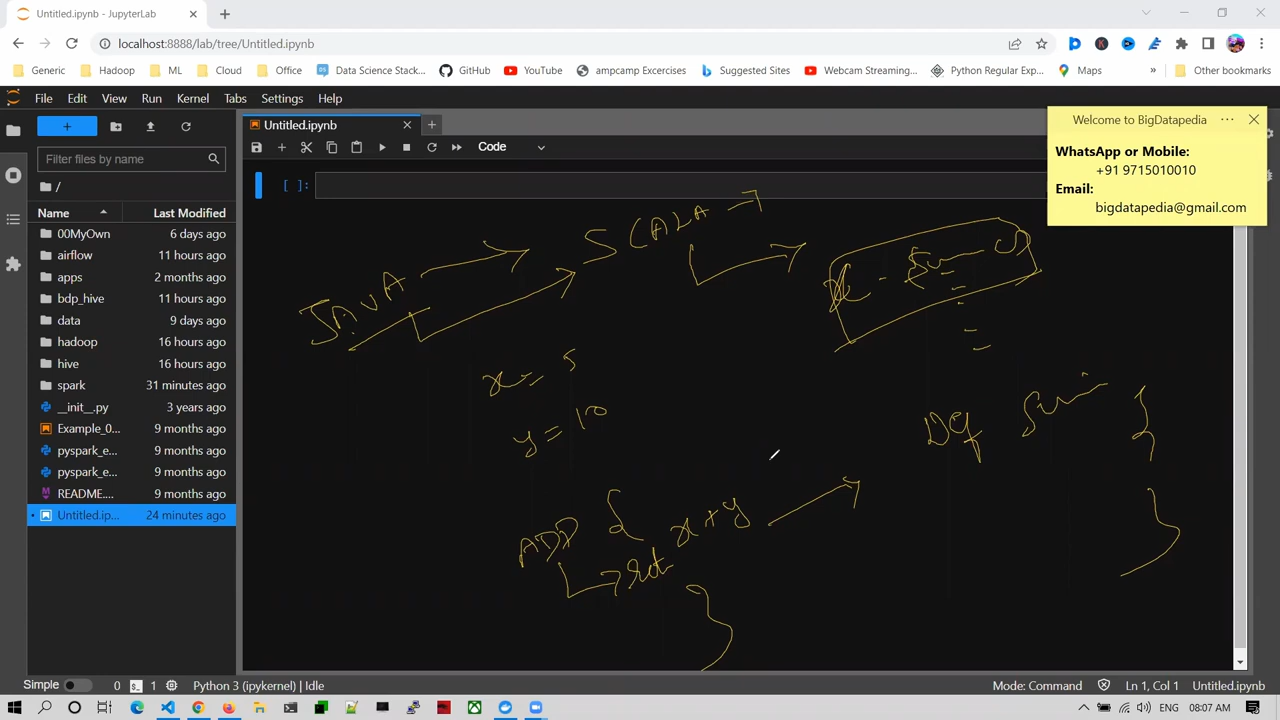 Untitled.ipynb - JupyterLab
localhost:8888/lab/tree/Untitled.ipynb
Generic Hadoop ML Cloud Office Data Science Stack... GitHub YouTube ampcamp Excercises Suggested Sites Webcam Streaming... Python Regular Exp... Maps » Other bookmarks
File Edit View Run Kernel Tabs Settings Help
Untitled.ipynb
Code
Filter files by name
/
Name Last Modified
00MyOwn 6 days ago
airflow 11 hours ago
apps 2 months ago
bdp_hive 11 hours ago
data 9 days ago
hadoop 16 hours ago
hive 16 hours ago
spark 31 minutes ago
__init__.py 3 years ago
Example_0... 9 months ago
pyspark_e... 9 months ago
pyspark_e... 9 months ago
README.... 9 months ago
Untitled.ip... 24 minutes ago
[ ]:
Welcome to BigDatapedia
WhatsApp or Mobile:
+91 9715010010
Email:
bigdatapedia@gmail.com
JAVA
SCALA
x = 5
y = 10
ADD {
x+y
ret
}
Def Sum {
}
Simple 0 1 Python 3 (ipykernel) | Idle Mode: Command Ln 1, Col 1 Untitled.ipynb
ENG 08:07 AM